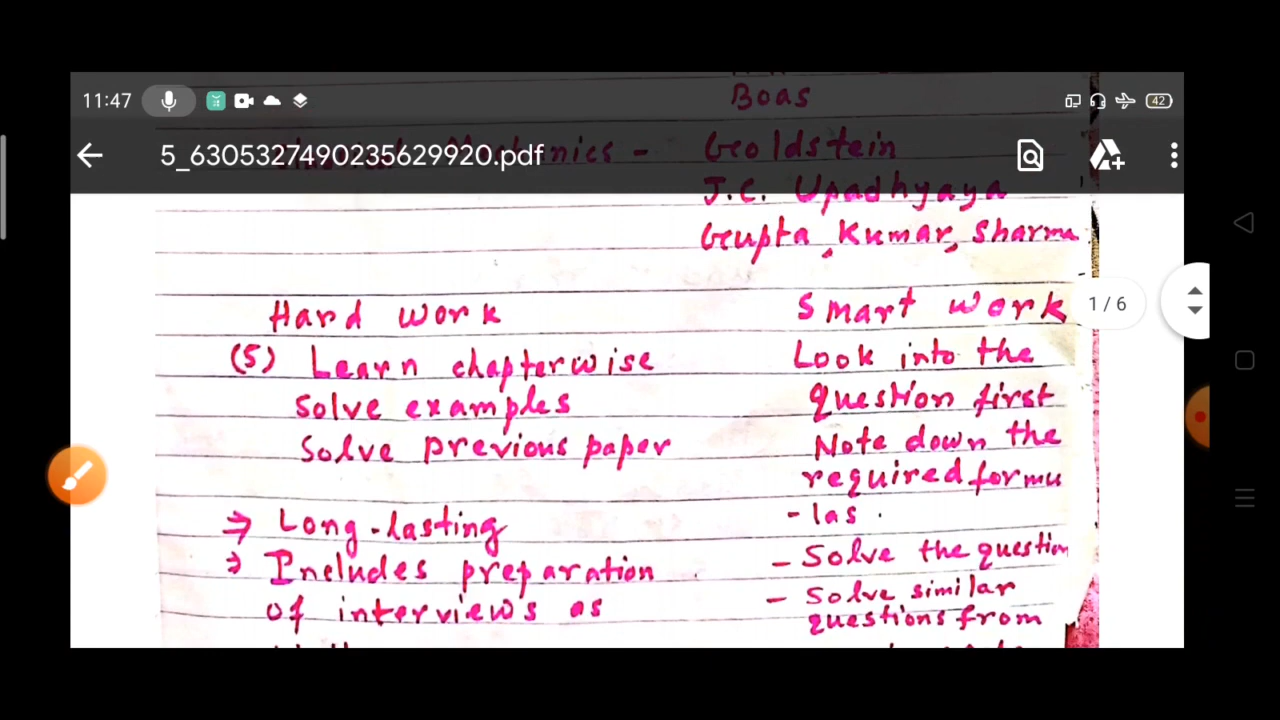 Boas
11:47
42
5_6305327490235629920.pdf
nics - Goldstein
J.C. Upadhyaya
Gupta, Kumar, Sharma
Hard work
Smart work
1 / 6
(5) Learn chapterwise
Look into the
Solve examples
question first
Solve previous paper
Note down the
required formu
-las.
⇒ Long-lasting
⇒ Includes preparation
- Solve the question
of interviews as
- Solve similar
questions from